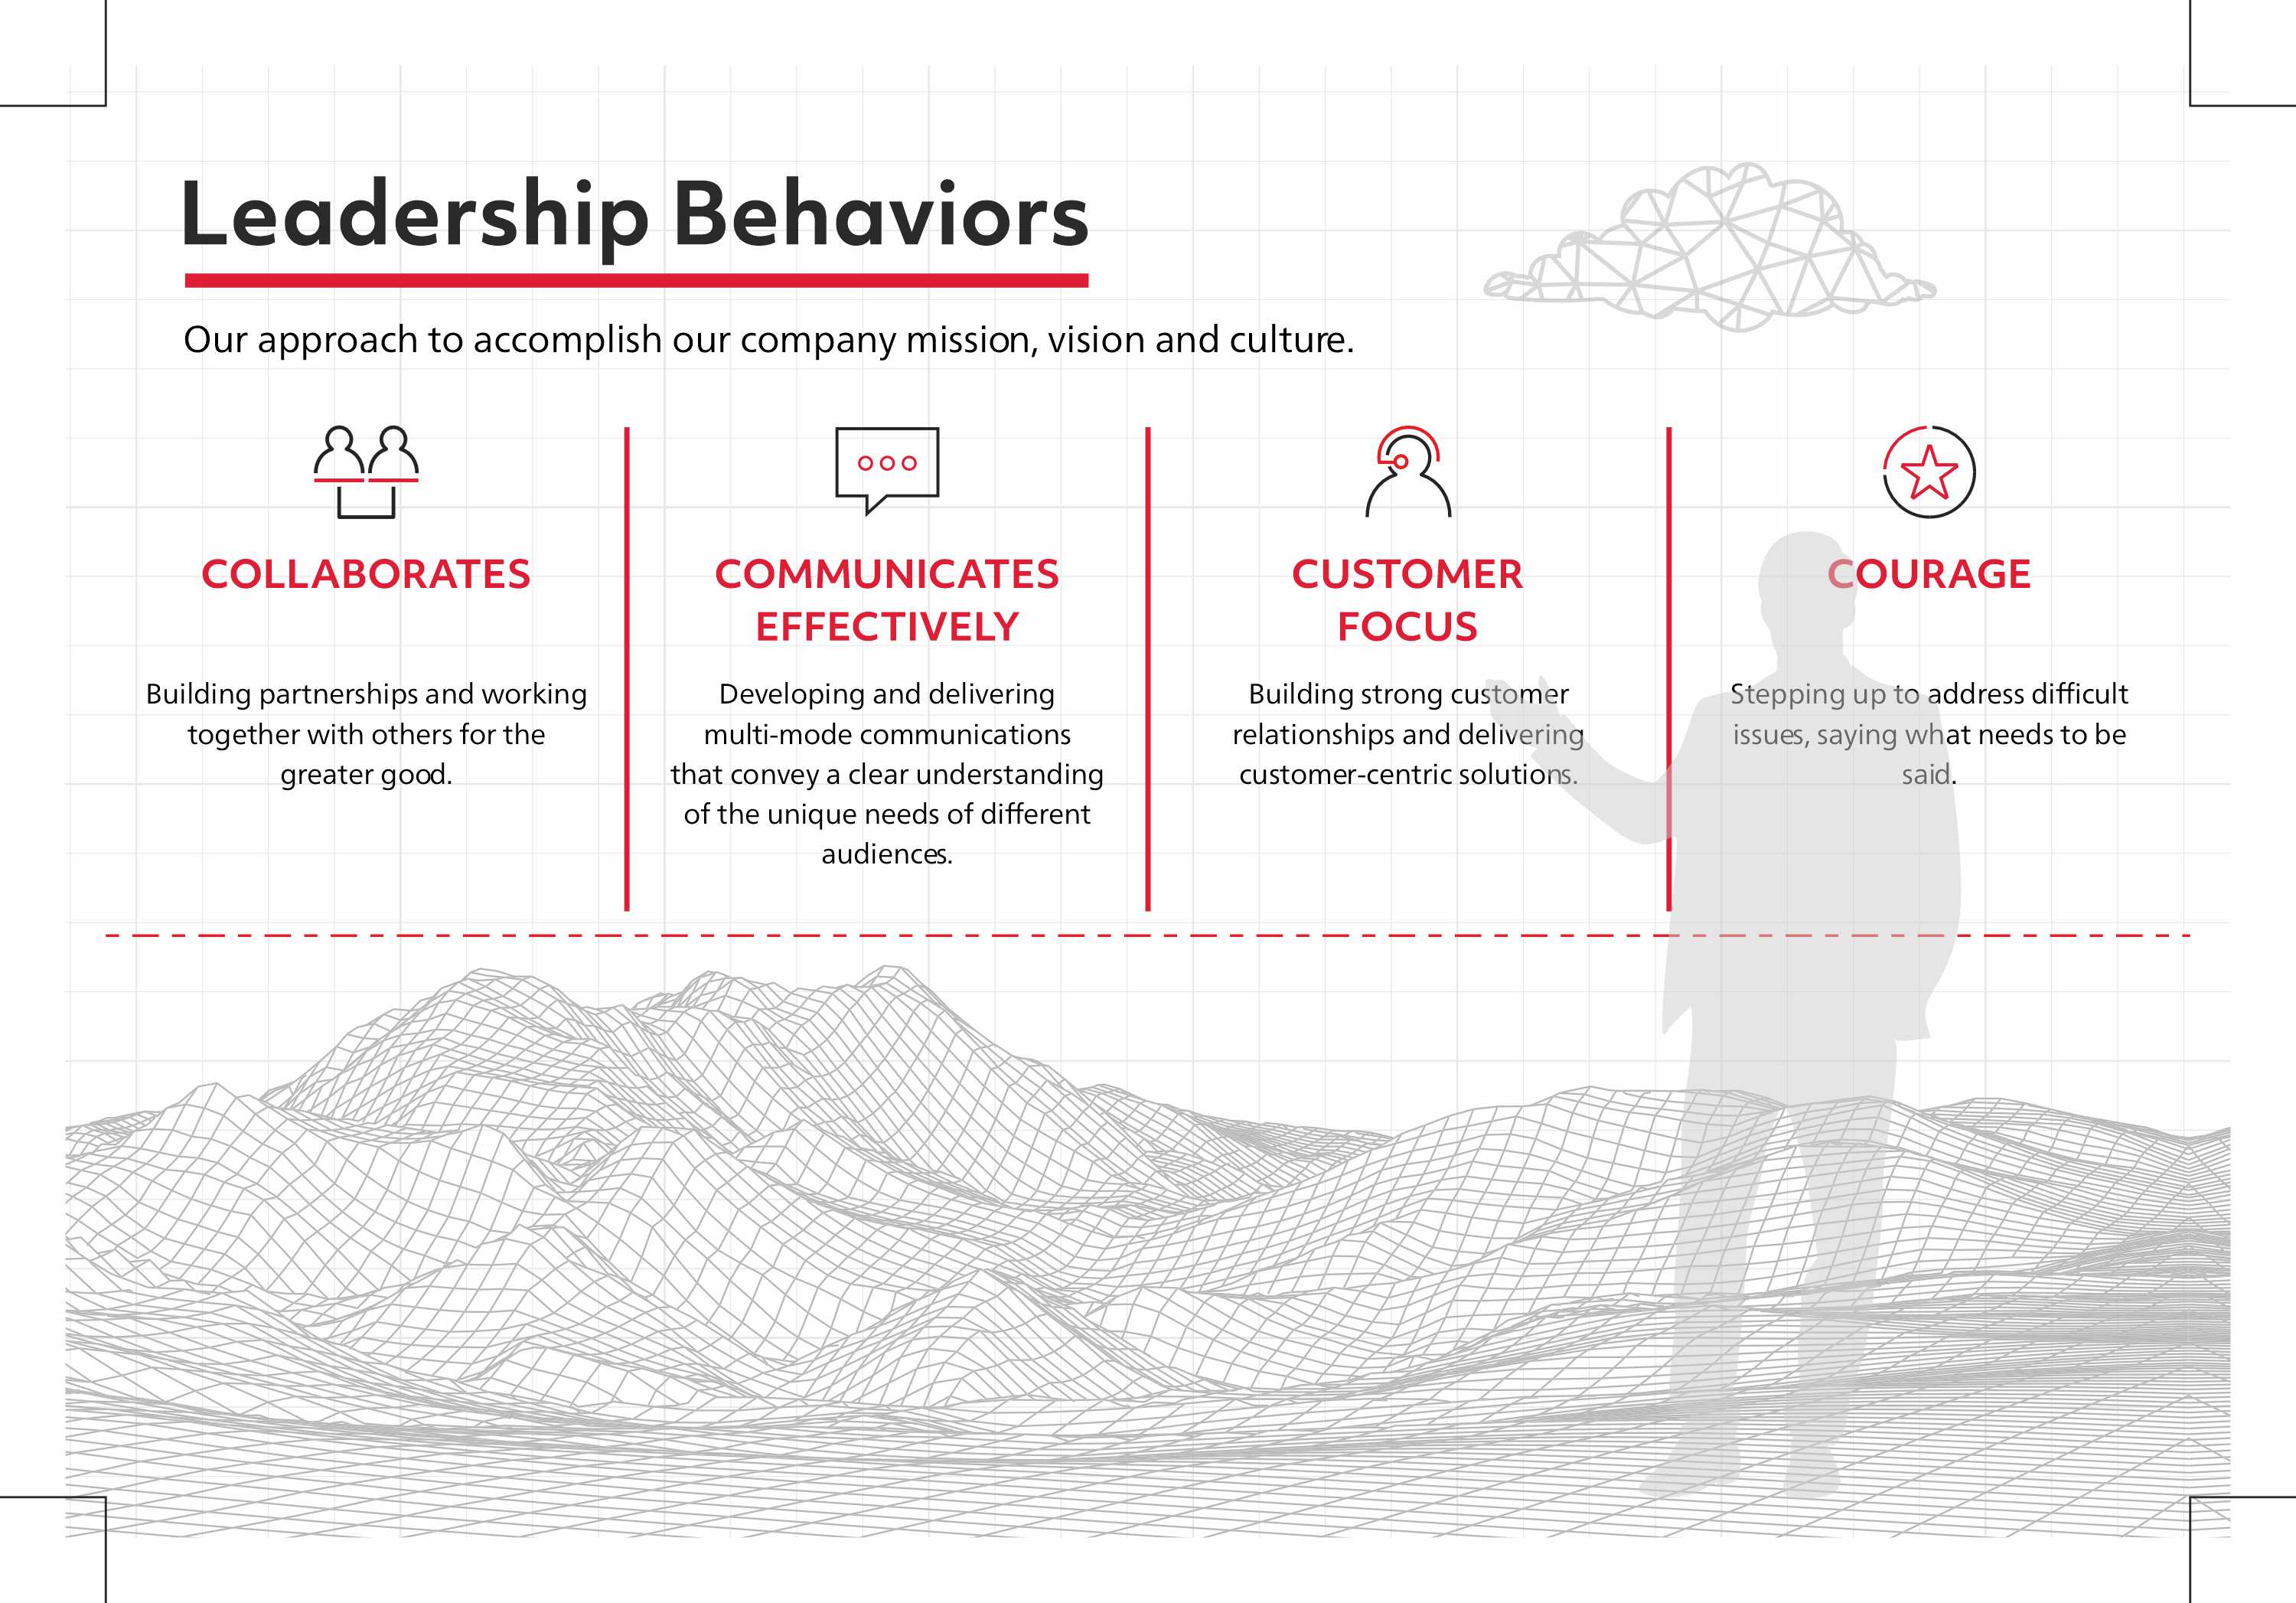 Leadership Behaviors
Our approach to accomplish our company mission, vision and culture.
COLLABORATES
Building partnerships and working
together with others for the
greater good.
COMMUNICATES
EFFECTIVELY
Developing and delivering
multi-mode communications
that convey a clear understanding
of the unique needs of different
audiences.
CUSTOMER
FOCUS
Building strong customer
relationships and delivering
customer-centric solutions.
COURAGE
Stepping up to address difficult
issues, saying what needs to be
said.